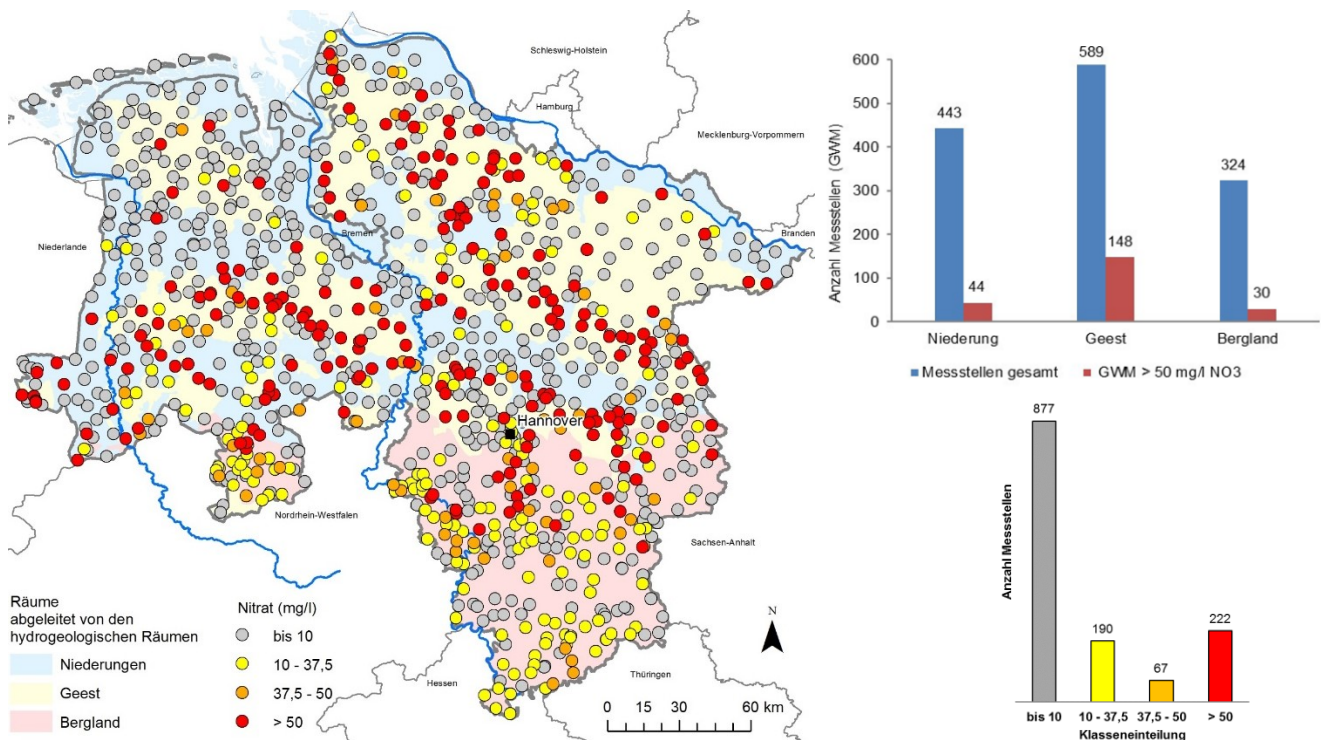 Schleswig-Holstein
Hamburg
Mecklenburg-Vorpommern
Niederlande
Bremen
Branden
Hannover
Nordrhein-Westfalen
Sachsen-Anhalt
Hessen
Thüringen
N
0 15 30 60 km
Räume
abgeleitet von den
hydrogeologischen Räumen
Niederungen
Geest
Bergland
Nitrat (mg/l)
bis 10
10 - 37,5
37,5 - 50
> 50
Anzahl Messstellen (GWM)
600
500
400
300
200
100
0
443
44
589
148
324
30
Niederung
Geest
Bergland
Messstellen gesamt
GWM > 50 mg/l NO3
Anzahl Messstellen
877
190
67
222
bis 10
10 - 37,5
37,5 - 50
> 50
Klasseneinteilung